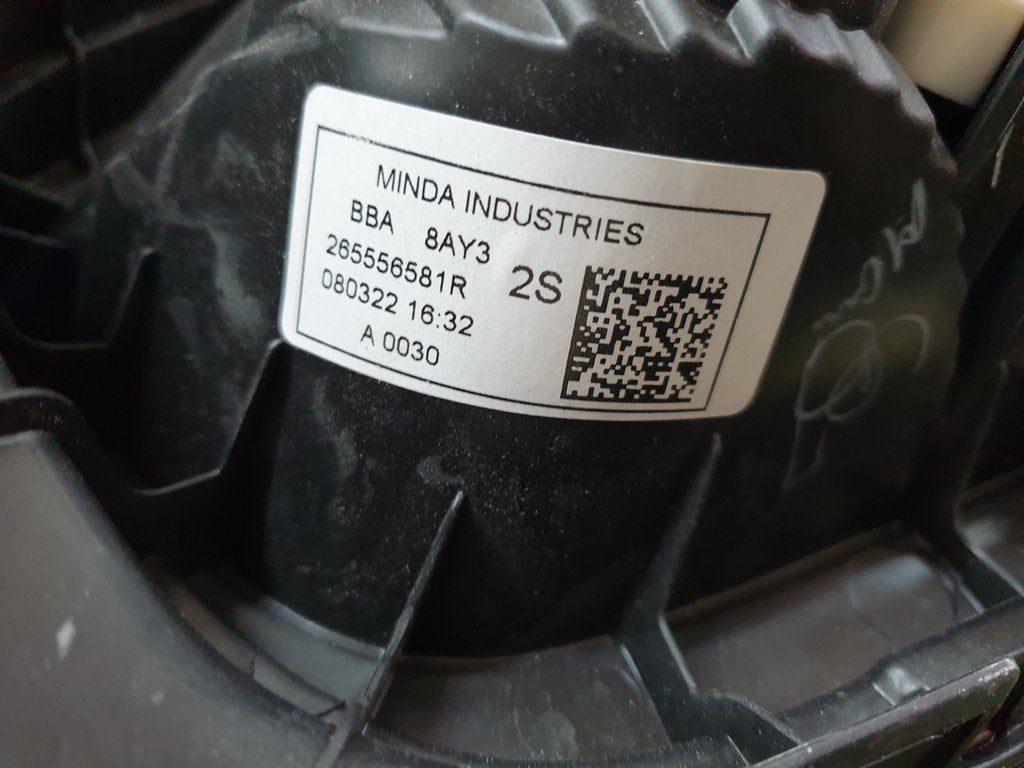 MINDA INDUSTRIES
BBA 8AY3
265556581R 2S
080322 16:32
A 0030